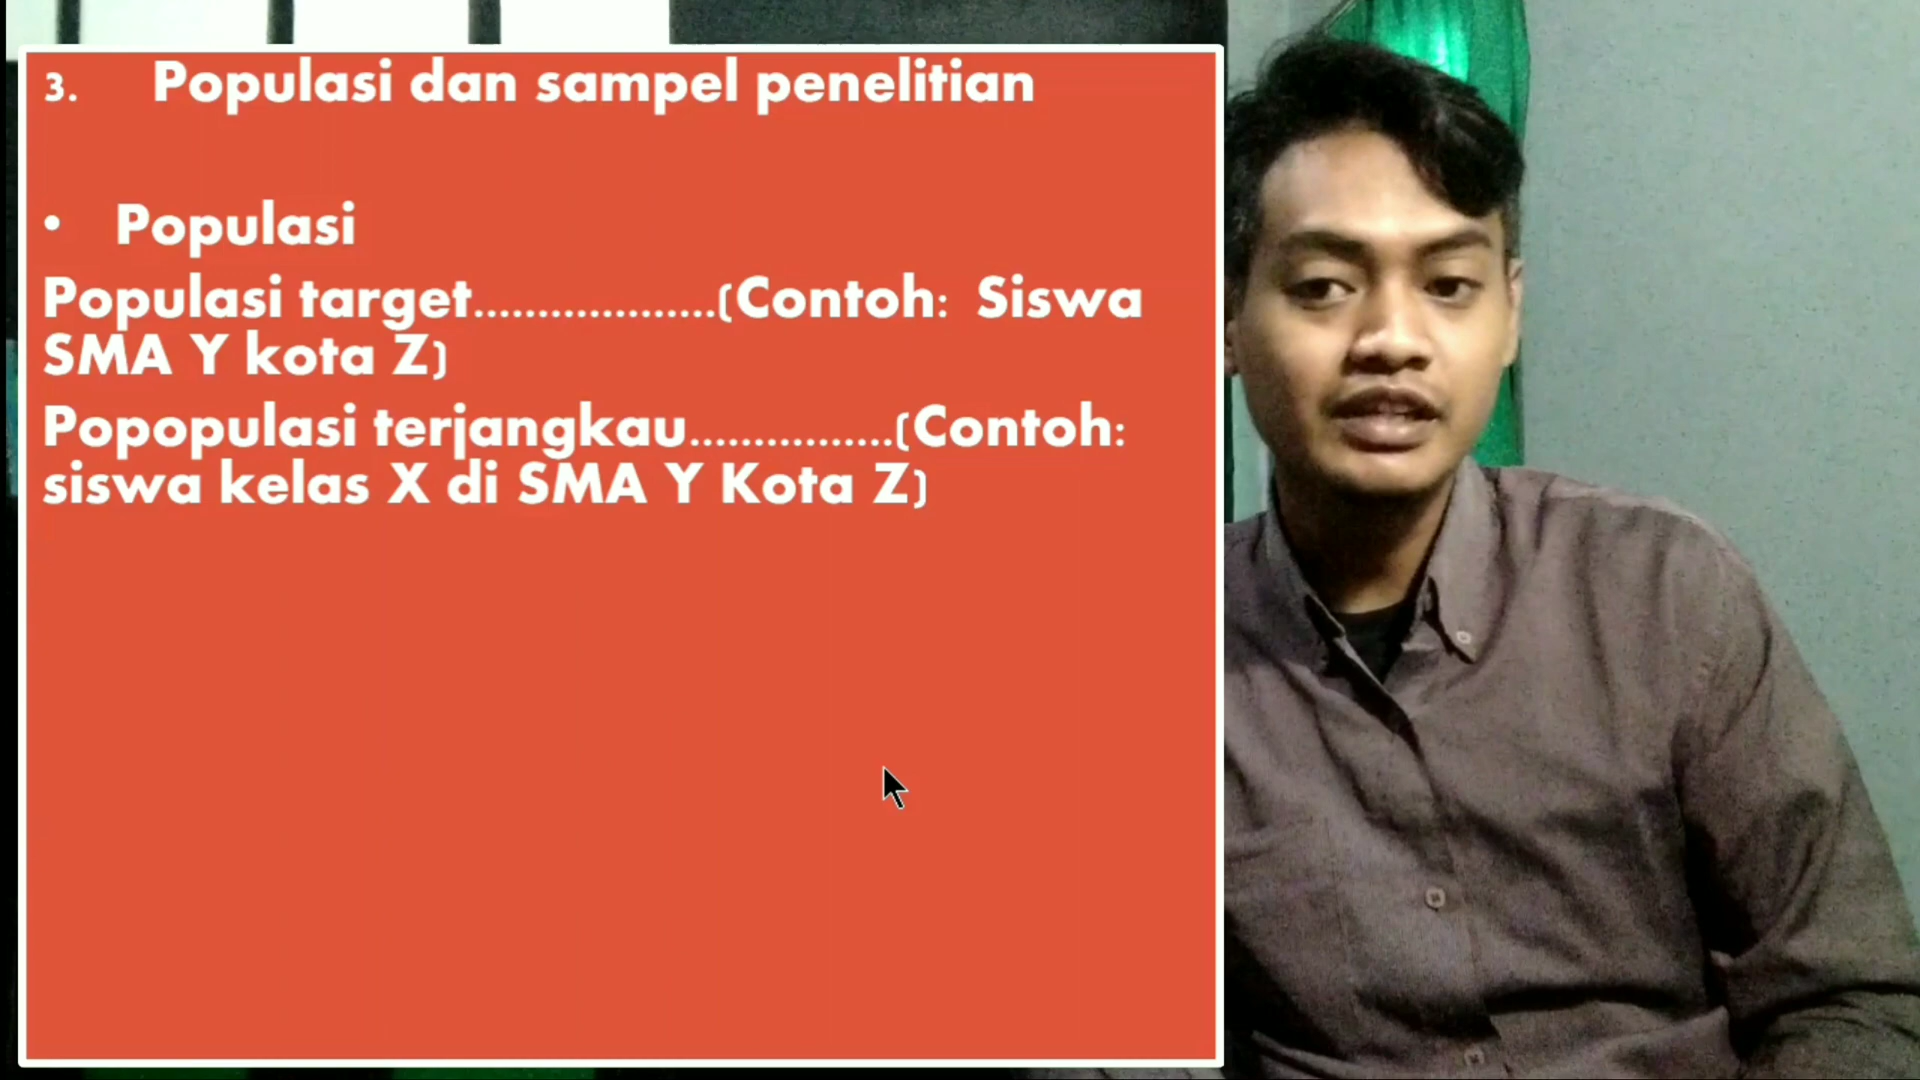 3. Populasi dan sampel penelitian
• Populasi
Populasi target...................(Contoh: Siswa
SMA Y kota Z)
Popopulasi terjangkau................(Contoh:
siswa kelas X di SMA Y Kota Z)